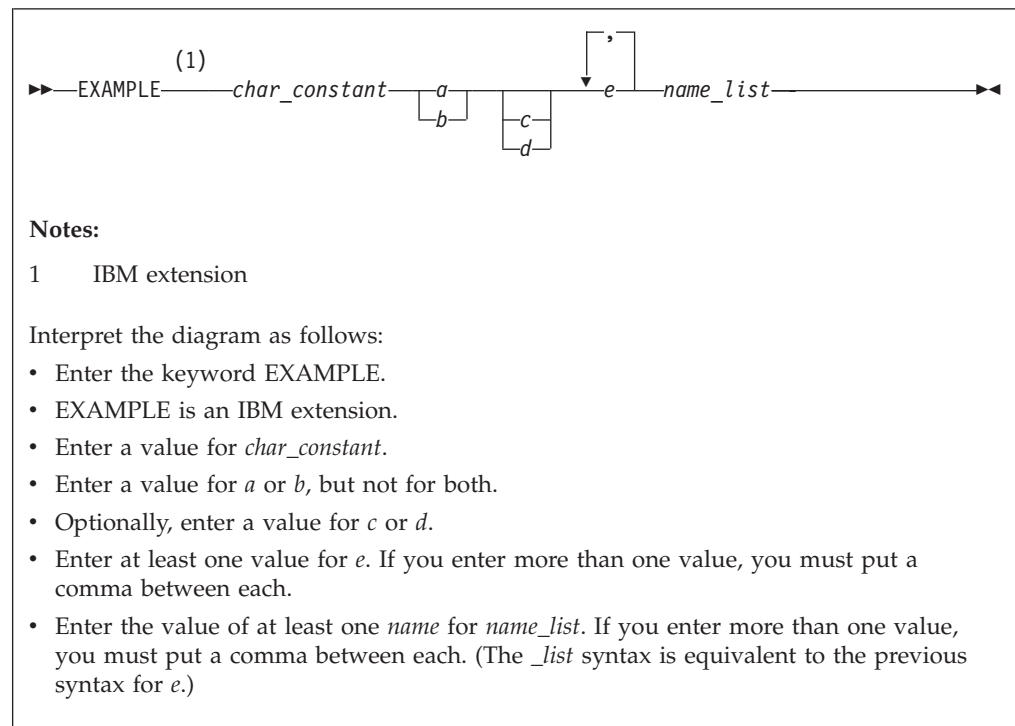 ,
(1)
EXAMPLE char_constant a e name_list
b c
d
Notes:
1 IBM extension
Interpret the diagram as follows:
• Enter the keyword EXAMPLE.
• EXAMPLE is an IBM extension.
• Enter a value for char_constant.
• Enter a value for a or b, but not for both.
• Optionally, enter a value for c or d.
• Enter at least one value for e. If you enter more than one value, you must put a
comma between each.
• Enter the value of at least one name for name_list. If you enter more than one value,
you must put a comma between each. (The _list syntax is equivalent to the previous
syntax for e.)